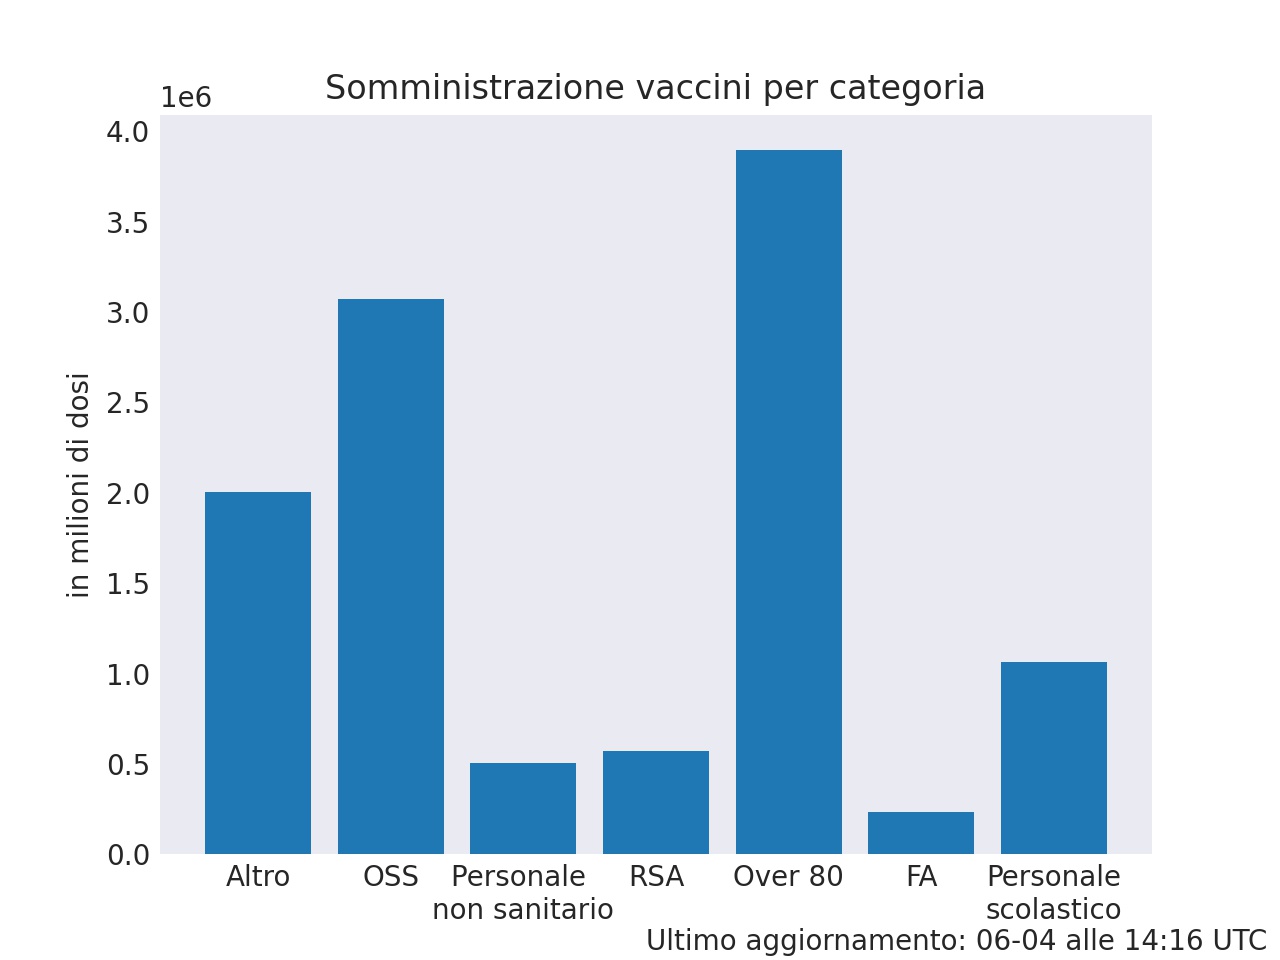 Somministrazione vaccini per categoria
1e6
4.0
3.5
3.0
2.5
2.0
1.5
1.0
0.5
0.0
in milioni di dosi
Altro
OSS
Personale
non sanitario
RSA
Over 80
FA
Personale
scolastico
Ultimo aggiornamento: 06-04 alle 14:16 UTC